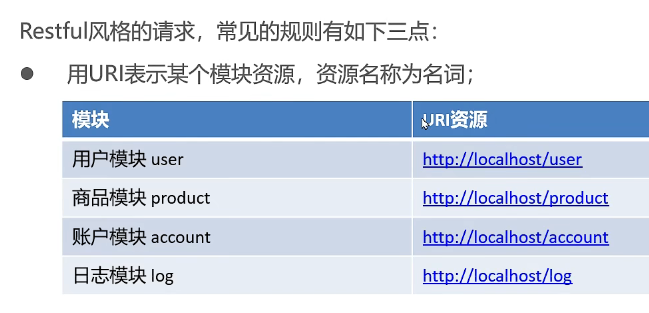 Restful风格的请求，常见的规则有如下三点：
● 用URI表示某个模块资源，资源名称为名词；
模块 URI资源
用户模块 user http://localhost/user
商品模块 product http://localhost/product
账户模块 account http://localhost/account
日志模块 log http://localhost/log